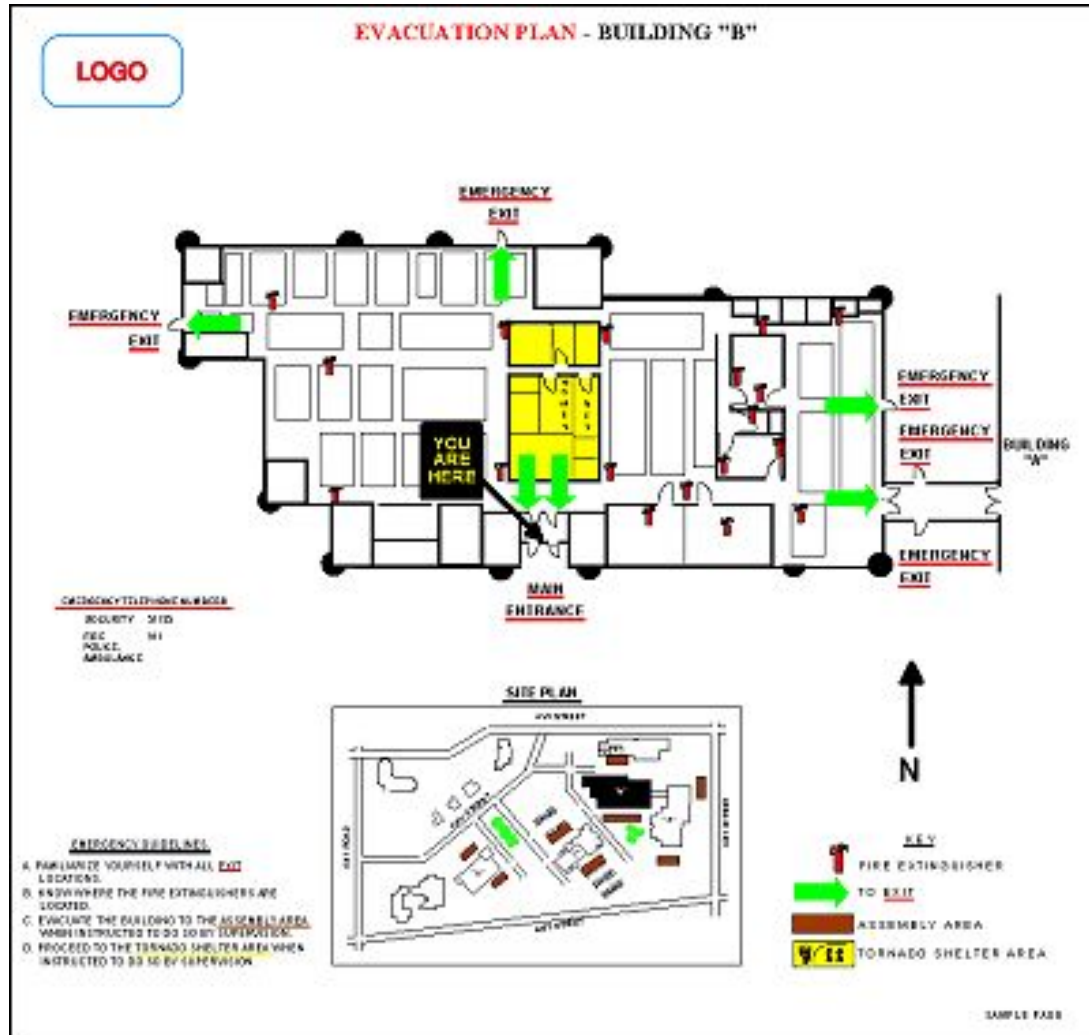 EVACUATION PLAN - BUILDING "B"
LOGO
EMERGENCY
EXIT
EMERGENCY
EXIT
EMERGENCY
EXIT
EMERGENCY
EXIT
BUILDING
"A"
YOU
ARE
HERE
EMERGENCY
EXIT
MAIN
ENTRANCE
EMERGENCY TELEPHONE NUMBERS
SECURITY
POLICE,
AMBULANCE
SITE PLAN
N
EMERGENCY GUIDELINES
A. FAMILIARIZE YOURSELF WITH ALL EXIT
LOCATIONS.
B. KNOW WHERE THE FIRE EXTINGUISHERS ARE
LOCATED.
C. EVACUATE THE BUILDING TO THE ASSEMBLY AREA
WHEN INSTRUCTED TO DO SO BY SUPERVISION.
D. PROCEED TO THE TORNADO SHELTER AREA WHEN
INSTRUCTED TO DO SO BY SUPERVISION
KEY
FIRE EXTINGUISHER
TO EXIT
ASSEMBLY AREA
TORNADO SHELTER AREA